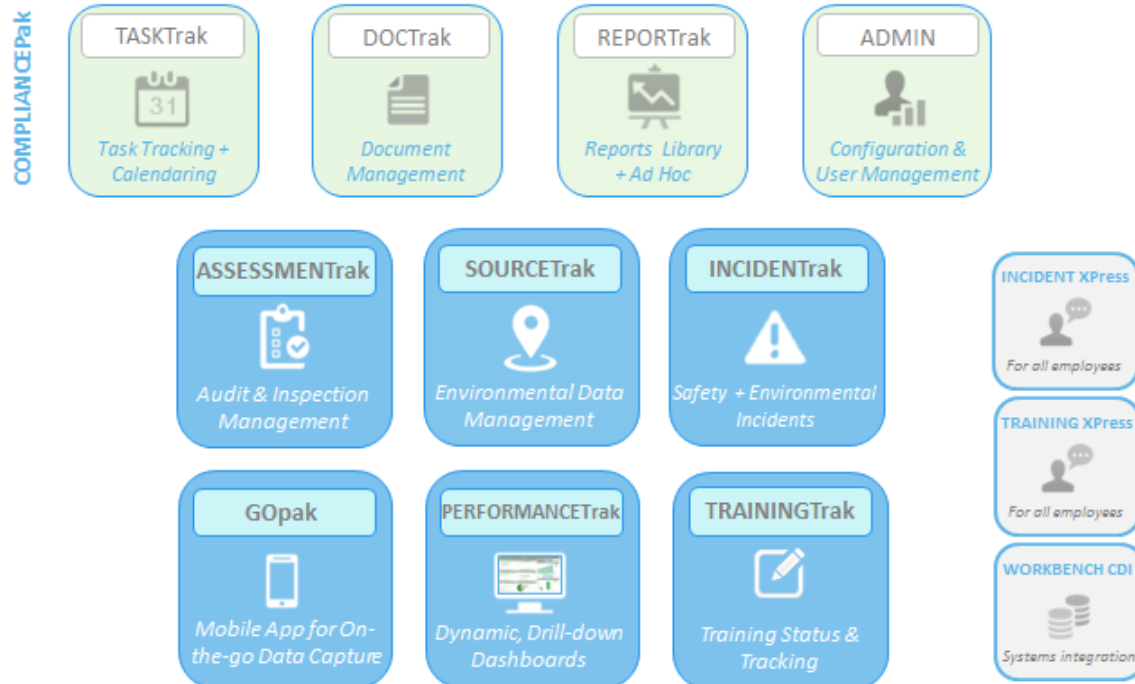 COMPLIANCEPak
TASKTrak
31
Task Tracking +
Calendaring
DOCTrak
Document
Management
REPORTrak
Reports Library
+ Ad Hoc
ADMIN
Configuration &
User Management
ASSESSMENTrak
Audit & Inspection
Management
SOURCETrak
Environmental Data
Management
INCIDENTrak
Safety + Environmental
Incidents
GOpak
Mobile App for On-
the-go Data Capture
PERFORMANCETrak
Dynamic, Drill-down
Dashboards
TRAININGTrak
Training Status &
Tracking
INCIDENT XPress
For all employees
TRAINING XPress
For all employees
WORKBENCH CDI
Systems integration